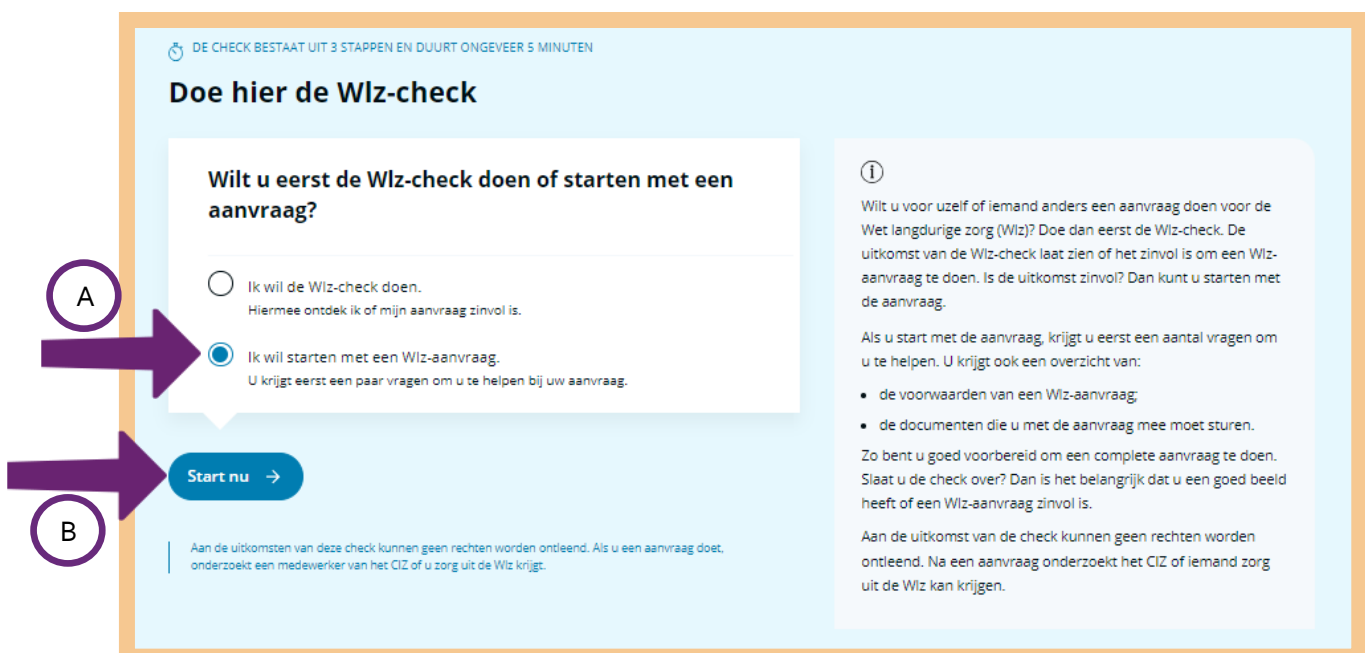 DE CHECK BESTAAT UIT 3 STAPPEN EN DUURT ONGEVEER 5 MINUTEN
Doe hier de Wlz-check
Wilt u eerst de Wlz-check doen of starten met een
aanvraag?
A
Ik wil de Wlz-check doen.
Hiermee ontdek ik of mijn aanvraag zinvol is.
Ik wil starten met een Wlz-aanvraag.
U krijgt eerst een paar vragen om u te helpen bij uw aanvraag.
Start nu →
B
Aan de uitkomsten van deze check kunnen geen rechten worden ontleend. Als u een aanvraag doet,
onderzoekt een medewerker van het CIZ of u zorg uit de Wlz krijgt.
i
Wilt u voor uzelf of iemand anders een aanvraag doen voor de
Wet langdurige zorg (Wlz)? Doe dan eerst de Wlz-check. De
uitkomst van de Wlz-check laat zien of het zinvol is om een Wlz-
aanvraag te doen. Is de uitkomst zinvol? Dan kunt u starten met
de aanvraag.
Als u start met de aanvraag, krijgt u eerst een aantal vragen om
u te helpen. U krijgt ook een overzicht van:
• de voorwaarden van een Wlz-aanvraag;
• de documenten die u met de aanvraag mee moet sturen.
Zo bent u goed voorbereid om een complete aanvraag te doen.
Slaat u de check over? Dan is het belangrijk dat u een goed beeld
heeft of een Wlz-aanvraag zinvol is.
Aan de uitkomst van de check kunnen geen rechten worden
ontleend. Na een aanvraag onderzoekt het CIZ of iemand zorg
uit de Wlz kan krijgen.